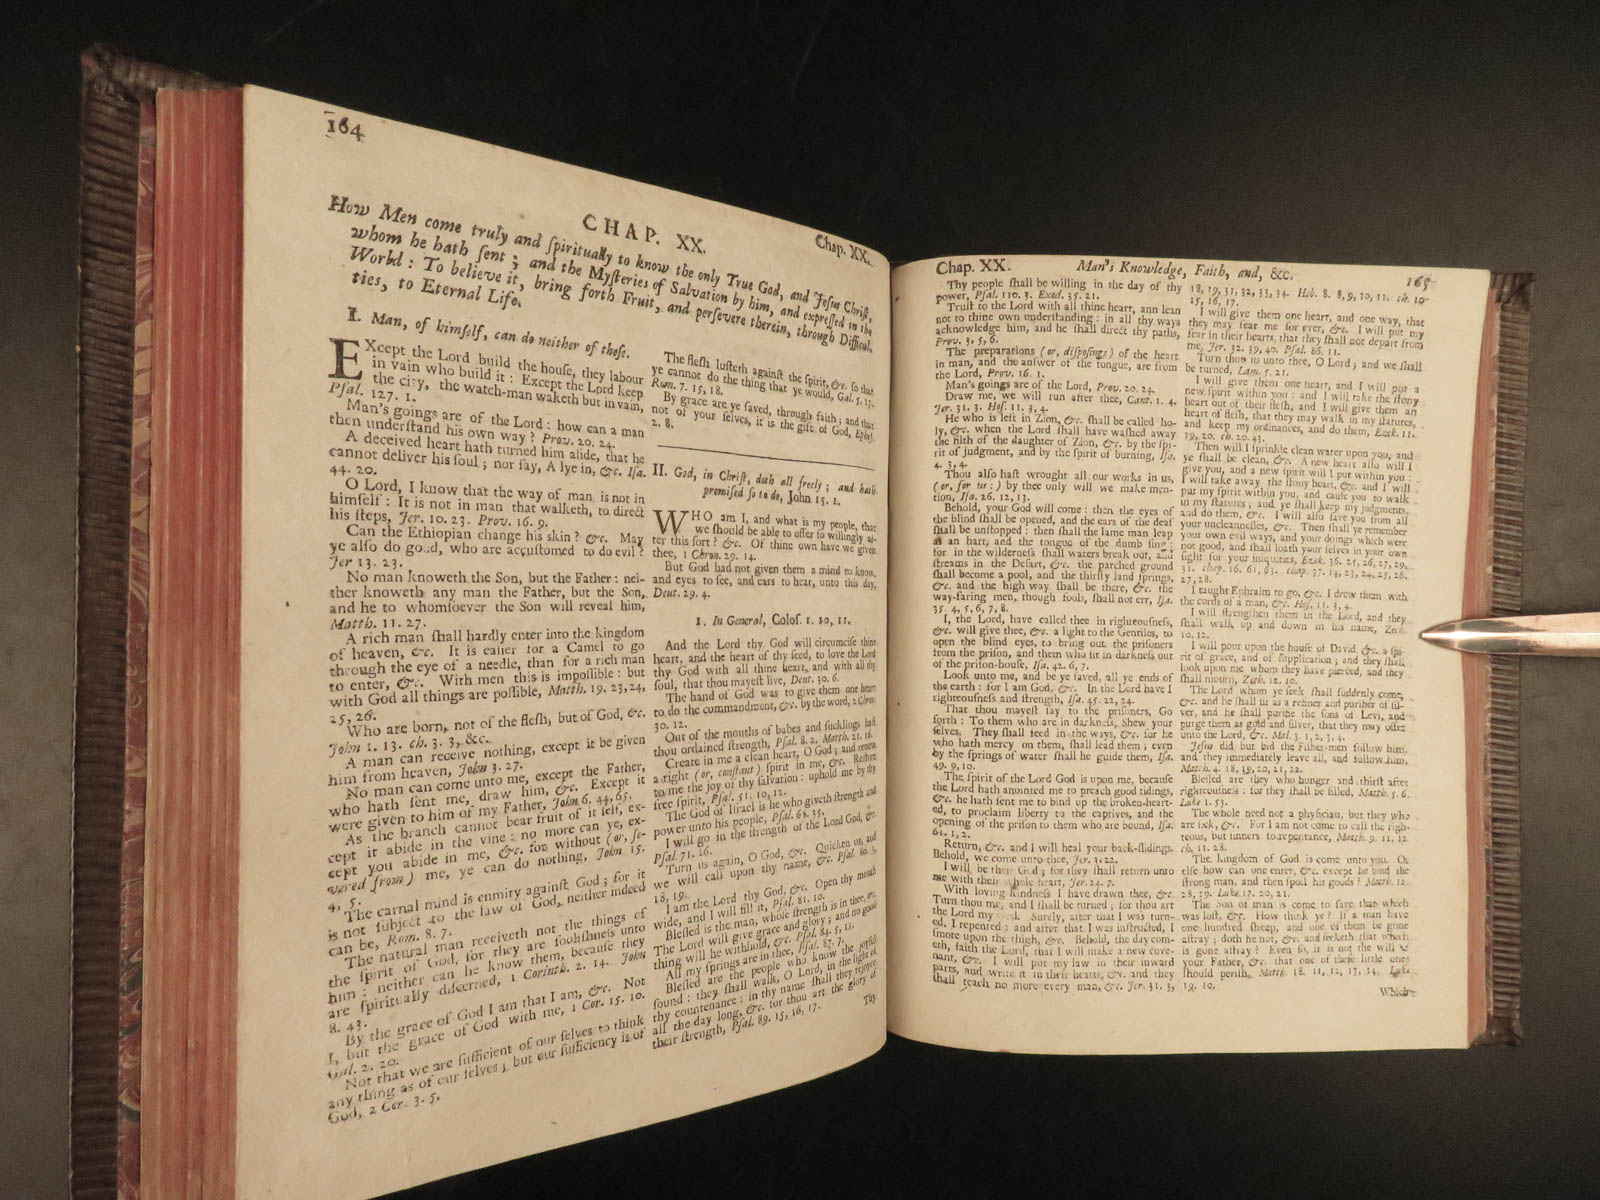 164
Chap. XX.
CHAP. XX.
How Men come truly and ſpiritually to know the only True God, and Jeſus Chriſt,
whom he hath ſent; and the Myſteries of Salvation by him, and expreſſed in the
World: To believe it, bring forth Fruit, and perſevere therein, through Difficul-
ties, to Eternal Life.
I. Man, of himſelf, can do neither of theſe.
EXcept the Lord build the houſe, they labour
in vain who build it: Except the Lord keep
the city, the watch-man waketh but in vain,
Pſal. 127. 1.
Man's goings are of the Lord: how can a man
then underſtand his own way? Prov. 20. 24.
A deceived heart hath turned him aſide, that he
cannot deliver his ſoul; nor ſay, A lye in, &c. Iſa.
44. 20.
O Lord, I know that the way of man is not in
himſelf: It is not in man that walketh, to direct
his ſteps, Jer. 10. 23. Prov. 16. 9.
Can the Ethiopian change his skin? &c. May
ye alſo do good, who are accuſtomed to do evil?
Jer 13. 23.
No man knoweth the Son, but the Father: nei-
ther knoweth any man the Father, but the Son,
and he to whomſoever the Son will reveal him,
Matth. 11. 27.
A rich man ſhall hardly enter into the kingdom
of heaven, &c. It is eaſier for a Camel to go
through the eye of a needle, than for a rich man
to enter, &c. With men this is impoſſible: but
with God all things are poſſible, Matth. 19. 23, 24,
25, 26.
Who are born, not of the fleſh, but of God, &c.
John 1. 13. ch. 3. 3, &c.
A man can receive nothing, except it be given
him from heaven, John 3. 27.
No man can come unto me, except the Father,
who hath ſent me, draw him, &c. Except it
were given to him of my Father, John 6. 44, 65.
As the branch cannot bear fruit of it ſelf, ex-
cept it abide in the vine: no more can ye, ex-
cept you abide in me, &c. for without (or, ſe-
vered from) me, ye can do nothing, John 15.
4, 5.
The carnal mind is enmity againſt God; for it
is not ſubject to the law of God, neither indeed
can be, Rom. 8. 7.
The natural man receiveth not the things of
the ſpirit of God, for they are fooliſhneſs unto
him: neither can he know them, becauſe they
are ſpiritually diſcerned, 1 Corinth. 2. 14. John
8. 43.
By the grace of God I am that I am, &c. Not
I, but the grace of God with me, 1 Cor. 15. 10.
Gal. 2. 20.
Not that we are ſufficient of our ſelves to think
any thing as of our ſelves; but our ſufficiency is of
God, 2 Cor. 3. 5.
The fleſh luſteth againſt the ſpirit, &c. ſo that
ye cannot do the thing that ye would, Gal. 5. 17.
Rom. 7. 15, 18.
By grace are ye ſaved, through faith; and that
not of your ſelves, it is the gift of God, Epheſ.
2. 8.
II. God, in Chriſt, doth all freely; and hath
promiſed ſo to do, John 15. 1.
WHO am I, and what is my people, that
we ſhould be able to offer ſo willingly af-
ter this ſort? &c. Of thine own have we given
thee, 1 Chron. 29. 14.
But God had not given them a mind to know,
and eyes to ſee, and ears to hear, unto this day,
Deut. 29. 4.
1. In General, Coloſ. 1. 10, 11.
And the Lord thy God will circumciſe thine
heart, and the heart of thy ſeed, to love the Lord
thy God with all thine heart, and with all thy
ſoul, that thou mayeſt live, Deut. 30. 6.
The hand of God was to give them one heart
to do the commandment, &c. by the word, 2 Chron.
30. 12.
Out of the mouths of babes and ſucklings haſt
thou ordained ſtrength, Pſal. 8. 2. Matth. 21. 16.
Create in me a clean heart, O God; and renew
a right (or, conſtant) ſpirit in me, &c. Reſtore
to me the joy of thy ſalvation: uphold me by thy
free ſpirit, Pſal. 51. 10, 12.
The God of Iſrael is he who giveth ſtrength and
power unto his people, Pſal. 68. 35.
I will go in the ſtrength of the Lord God, &c.
Pſal. 71. 16.
Turn us again, O God, &c. Quicken us, and
we will call upon thy name, &c. Pſal. 80. 3,
18, 19.
I am the Lord thy God, &c. Open thy mouth
wide, and I will fill it, Pſal. 81. 10.
Bleſſed is the man, whoſe ſtrength is in thee, &c.
The Lord will give grace and glory; and no good
thing will he withhold, &c. Pſal. 84. 5, 11.
All my ſprings are in thee, Pſal. 87. 7.
Bleſſed are the people who know the joyful
ſound: they ſhall walk, O Lord, in the light of
thy countenance: in thy name ſhall they rejoyce
all the day long, &c. for thou art the glory of
their ſtrength, Pſal. 89. 15, 16, 17.
Thy
Chap. XX. Man's Knowledge, Faith, and, &c. 165
Thy people ſhall be willing in the day of thy
power, Pſal. 110. 3. Exod. 35. 21.
Truſt to the Lord with all thine heart, ann lean
not to thine own underſtanding: in all thy ways
acknowledge him, and he ſhall direct thy paths,
Prov. 3. 5, 6.
The preparations (or, diſpoſings) of the heart
in man, and the anſwer of the tongue, are from
the Lord, Prov. 16. 1.
Man's goings are of the Lord, Prov. 20. 24.
Draw me, we will run after thee, Cant. 1. 4.
Jer. 31. 3. Hoſ. 11. 3, 4.
He who is left in Zion, &c. ſhall be called ho-
ly, &c. when the Lord ſhall have waſhed away
the filth of the daughter of Zion, &c. by the ſpi-
rit of judgment, and by the ſpirit of burning, Iſa.
4. 3, 4.
Thou alſo haſt wrought all our works in us,
(or, for us:) by thee only will we make men-
tion, Iſa. 26. 12, 13.
Behold, your God will come: then the eyes of
the blind ſhall be opened, and the ears of the deaf
ſhall be unſtopped; then ſhall the lame man leap
as an hart; and the tongue of the dumb ſing;
for in the wilderneſs ſhall waters break out, and
ſtreams in the Deſart, &c. the parched ground
ſhall become a pool, and the thirſty land ſprings,
&c. and the high way ſhall be there, &c. the
way-faring men, though fools, ſhall not err, Iſa.
35. 4, 5, 6, 7, 8.
I, the Lord, have called thee in righteouſneſs,
&c. will give thee, &c. a light to the Gentiles, to
open the blind eyes, to bring out the priſoners
from the priſon, and them who ſit in darkneſs out
of the priſon-houſe, Iſa. 42. 6, 7.
Look unto me, and be ye ſaved, all ye ends of
the earth: for I am God, &c. In the Lord have I
righteouſneſs and ſtrength, Iſa. 45. 22, 24.
That thou mayeſt ſay to the priſoners, Go
forth: To them who are in darkneſs, Shew your
ſelves. They ſhall feed in the ways, &c. for he
who hath mercy on them, ſhall lead them; even
by the ſprings of water ſhall he guide them, Iſa.
49. 9, 10.
The ſpirit of the Lord God is upon me, becauſe
the Lord hath anointed me to preach good tidings,
&c. he hath ſent me to bind up the broken-heart-
ed, to proclaim liberty to the captives, and the
opening of the priſon to them who are bound, Iſa.
61. 1, 2.
Return, &c. and I will heal your back-ſlidings.
Behold, we come unto thee, Jer. 3. 22.
I will be their God; for they ſhall return unto
me with their whole heart, Jer. 24. 7.
With loving-kindneſs I have drawn thee, &c.
Turn thou me, and I ſhall be turned; for thou art
the Lord my Surely, after that I was turn-
ed, I repented; and after that I was inſtructed, I
ſmote upon the thigh, &c. Behold, the day com-
eth, ſaith the Lord, that I will make a new cove-
nant, &c. I will put my law in their inward
parts, and write it in their hearts, &c. and they
ſhall teach no more every man, &c. Jer. 31. 3,
18, 19, 31, 32, 33, 34. Heb. 8. 8, 9, 10, 11. ch. 10.
15, 16, 17.
I will give them one heart, and one way, that
they may fear me for ever, &c. I will put my
fear in their hearts, that they ſhall not depart from
me, Jer. 32. 39, 40. Pſal. 86. 11.
Turn thou us unto thee, O Lord; and we ſhall
be turned, Lam. 5. 21.
I will give them one heart, and I will put a
new ſpirit within you: and I will take the ſtony
heart out of their fleſh, and I will give them an
heart of fleſh, that they may walk in my ſtatutes,
and keep my ordinances, and do them, Ezek. 11.
19, 20. ch. 20. 43.
Then will I ſprinkle clean water upon you, and
ye ſhall be clean, &c. A new heart alſo will I
give you, and a new ſpirit will I put within you:
I will take away the ſtony heart, &c. and I will
put my ſpirit within you, and cauſe you to walk
in my ſtatutes; and ye ſhall keep my judgments,
and do them, &c. I will alſo ſave you from all
your uncleanneſſes, &c. Then ſhall ye remember
your own evil ways, and your doings which were
not good, and ſhall loath your ſelves in your own
ſight for your iniquities, Ezek. 36. 25, 26, 27, 29,
31. chap. 16. 61, 63. chap. 37. 14, 23, 24, 25, 26,
27, 28.
I taught Ephraim to go, &c. I drew them with
the cords of a man, &c. Hoſ. 11. 3, 4.
I will ſtrengthen them in the Lord, and they
ſhall walk up and down in his name, Zech.
10. 12.
I will pour upon the houſe of David, &c. a ſpi-
rit of grace, and of ſupplication; and they ſhall
look upon me whom they have pierced, and they
ſhall mourn, Zech. 12. 10.
The Lord whom ye ſeek ſhall ſuddenly come,
&c. and he ſhall ſit as a refiner and purifier of ſil-
ver, and he ſhall purifie the ſons of Levi, and
purge them as gold and ſilver, that they may offer
unto the Lord, &c. Mal. 3. 1, 2, 3, 4.
Jeſus did but bid the Fiſher-men follow him,
and they immediately leave all, and follow him,
Matth. 4. 18, 19, 20, 21, 22.
Bleſſed are they who hunger and thirſt after
righteouſneſs: for they ſhall be filled, Matth. 5. 6.
Luke 1. 53.
The whole need not a phyſician, but they who
are ſick, &c. For I am not come to call the righ-
teous, but ſinners to repentance, Matth. 9. 11, 12.
ch. 11. 28.
The kingdom of God is come unto you. Or
elſe how can one enter, &c. except he bind the
ſtrong man, and then ſpoil his goods? Matth. 12.
28, 29. Luke 17. 20, 21.
The Son of man is come to ſave that which
was loſt, &c. How think ye? If a man have
one hundred ſheep, and one of them be gone
aſtray; doth he not, &c. and ſeeketh that which
is gone aſtray? Even ſo, it is not the will of
your Father, &c. that one of theſe little ones
ſhould periſh, Matth. 18. 11, 12, 13, 14. Luke
19. 10.
Which